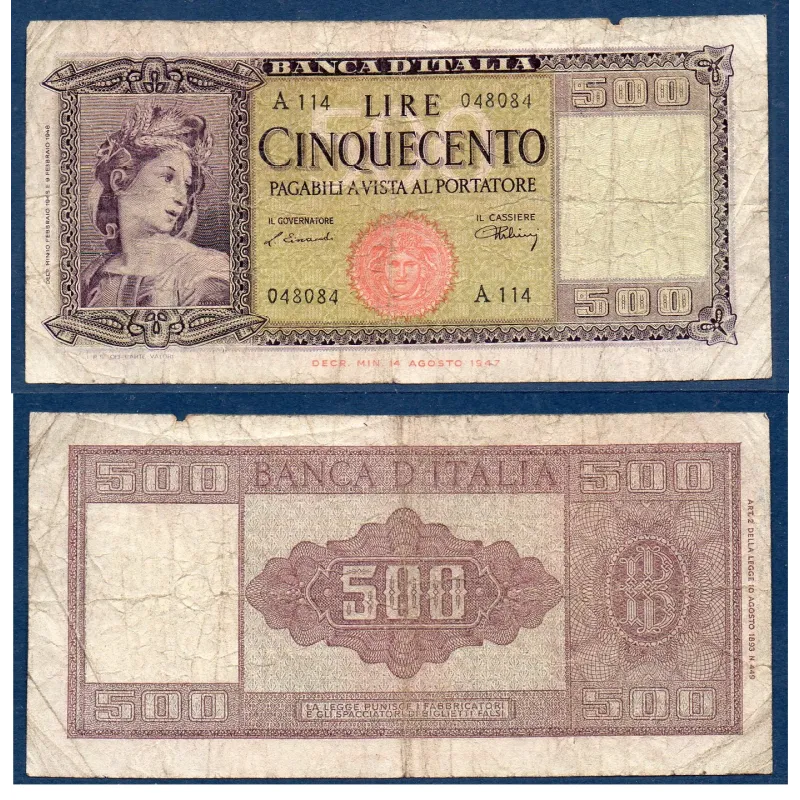 BANCA D'ITALIA
A 114 LIRE 048084
500
CINQUECENTO
PAGABILI A VISTA AL PORTATORE
IL GOVERNATORE
IL CASSIERE
048084 A 114
500
500
DECR. MIN. 14 AGOSTO 1947
500 BANCA D'ITALIA 500
500
ART. 2 DELLA LEGGE 10 AGOSTO 1893 N. 449
LA LEGGE PUNISCE I FABBRICATORI
E GLI SPACCIATORI DI BIGLIETTI FALSI
500
500